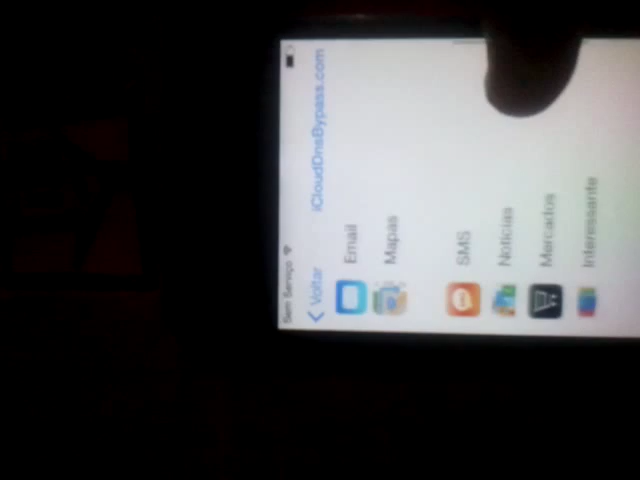 Sem Serviço
Voltar iCloudDnsBypass.com
Email
Mapas
SMS
Notícias
Mercados
Interessante